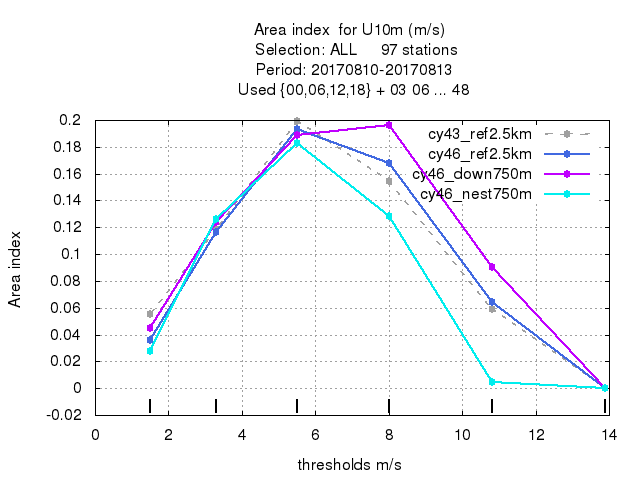 Area index  for U10m (m/s)
Selection: ALL     97 stations
Period: 20170810-20170813
Used {00,06,12,18} + 03 06 ... 48
0.2
0.18
0.16
0.14
0.12
0.1
0.08
0.06
0.04
0.02
0
-0.02
Area index
cy43_ref2.5km
cy46_ref2.5km
cy46_down750m
cy46_nest750m
0 2 4 6 8 10 12 14
thresholds m/s